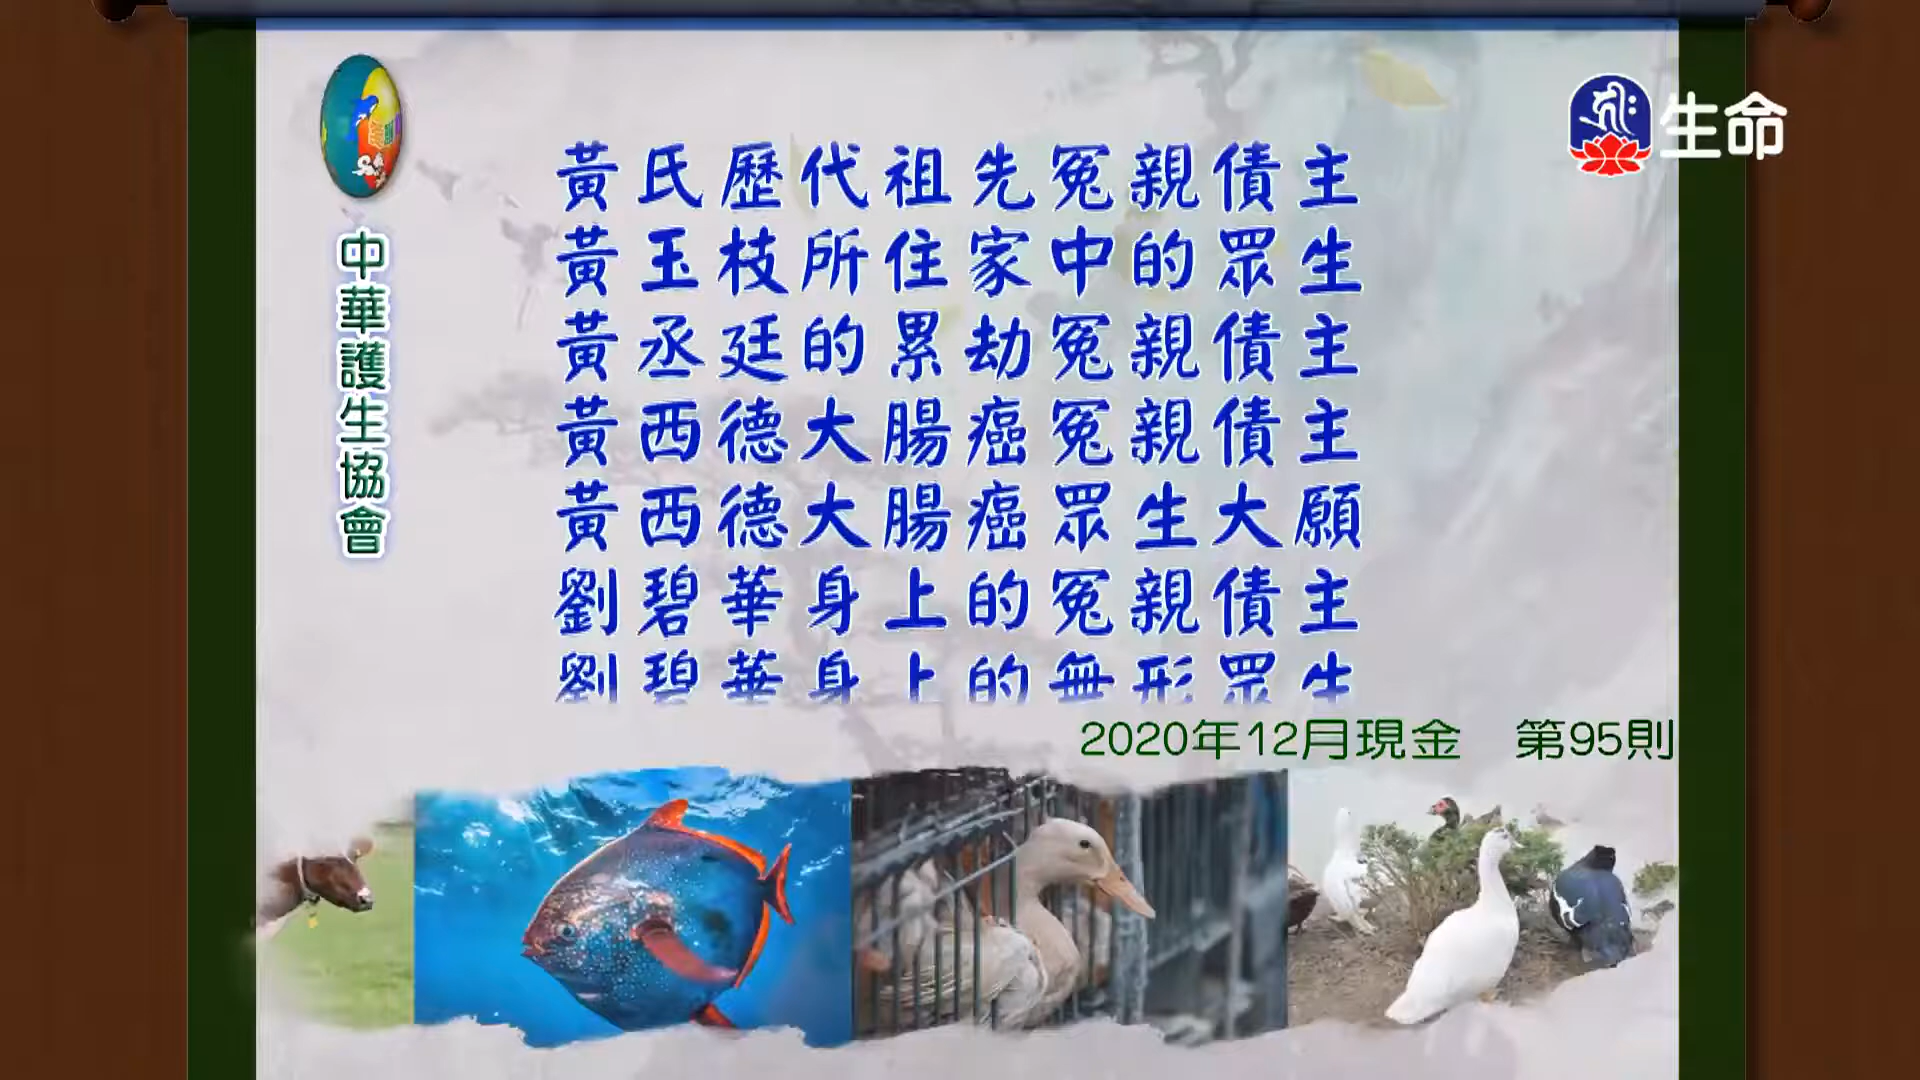 生命
中華護生協會
黃氏歷代祖先冤親債主
黃玉枝所住家中的眾生
黃丞廷的累劫冤親債主
黃西德大腸癌冤親債主
黃西德大腸癌眾生大願
劉碧華身上的冤親債主
劉碧華身上的無形眾生
2020年12月現金 第95則